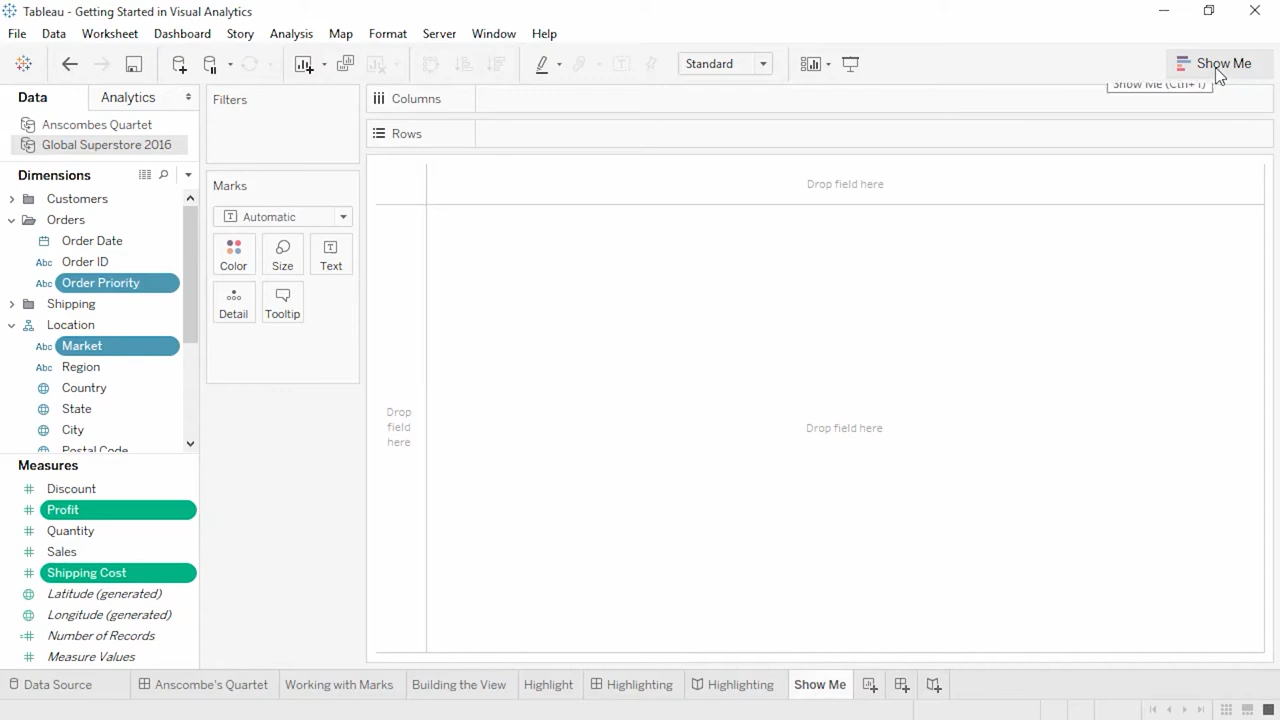 Tableau - Getting Started in Visual Analytics
File Data Worksheet Dashboard Story Analysis Map Format Server Window Help
Standard
Show Me
Show Me (Ctrl+1)
Data Analytics
Anscombes Quartet
Global Superstore 2016
Dimensions
Customers
Orders
Order Date
Abc Order ID
Abc Order Priority
Shipping
Location
Abc Market
Abc Region
Country
State
City
Postal Code
Measures
Discount
Profit
Quantity
Sales
Shipping Cost
Latitude (generated)
Longitude (generated)
Number of Records
Measure Values
Filters
Marks
Automatic
Color Size Text
Detail Tooltip
Columns
Rows
Drop field here
Drop
field
here
Drop field here
Data Source Anscombe's Quartet Working with Marks Building the View Highlight Highlighting Highlighting Show Me